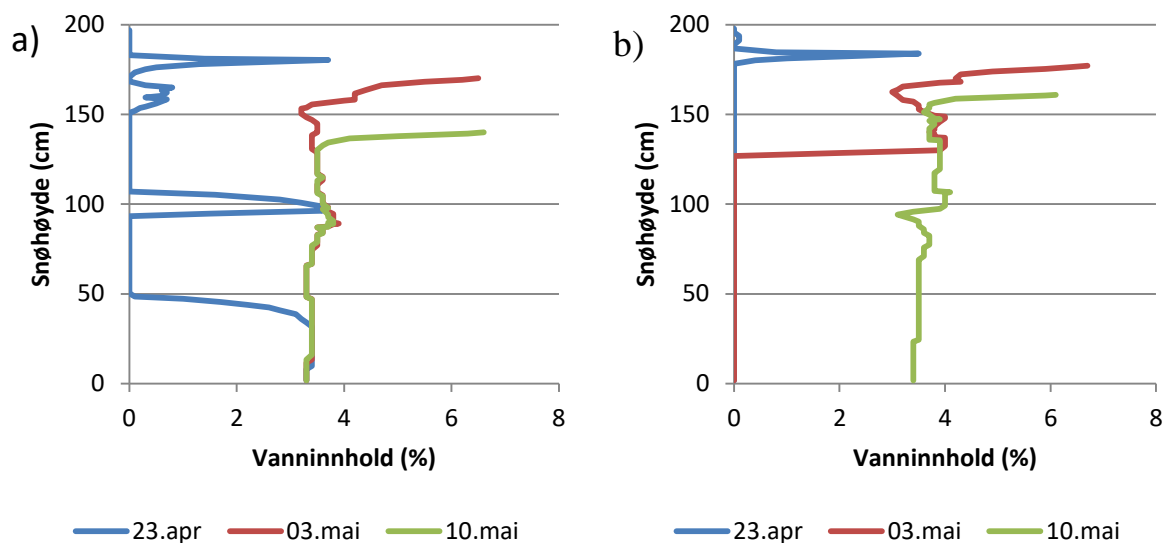 a)
200
150
100
50
0
Snøhøyde (cm)
0 2 4 6 8
Vanninnhold (%)
23.apr 03.mai 10.mai
b)
200
150
100
50
0
Snøhøyde (cm)
0 2 4 6 8
Vanninnhold (%)
23.apr 03.mai 10.mai